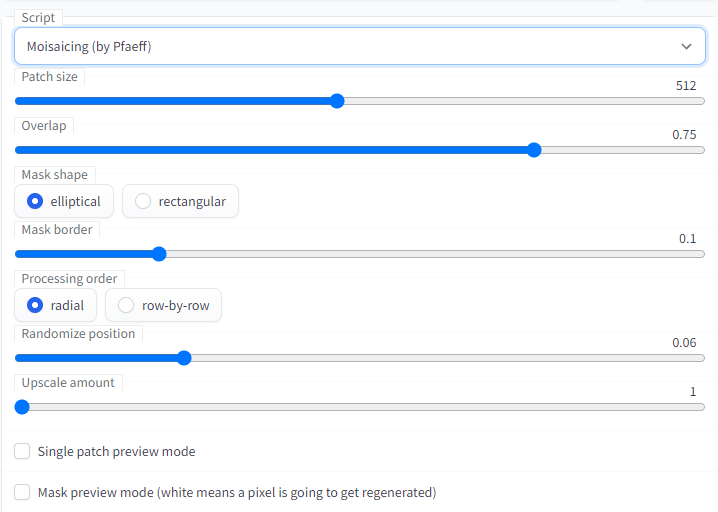 Script
Moisaicing (by Pfaeff)
Patch size
512
Overlap
0.75
Mask shape
elliptical rectangular
Mask border
0.1
Processing order
radial row-by-row
Randomize position
0.06
Upscale amount
1
Single patch preview mode
Mask preview mode (white means a pixel is going to get regenerated)